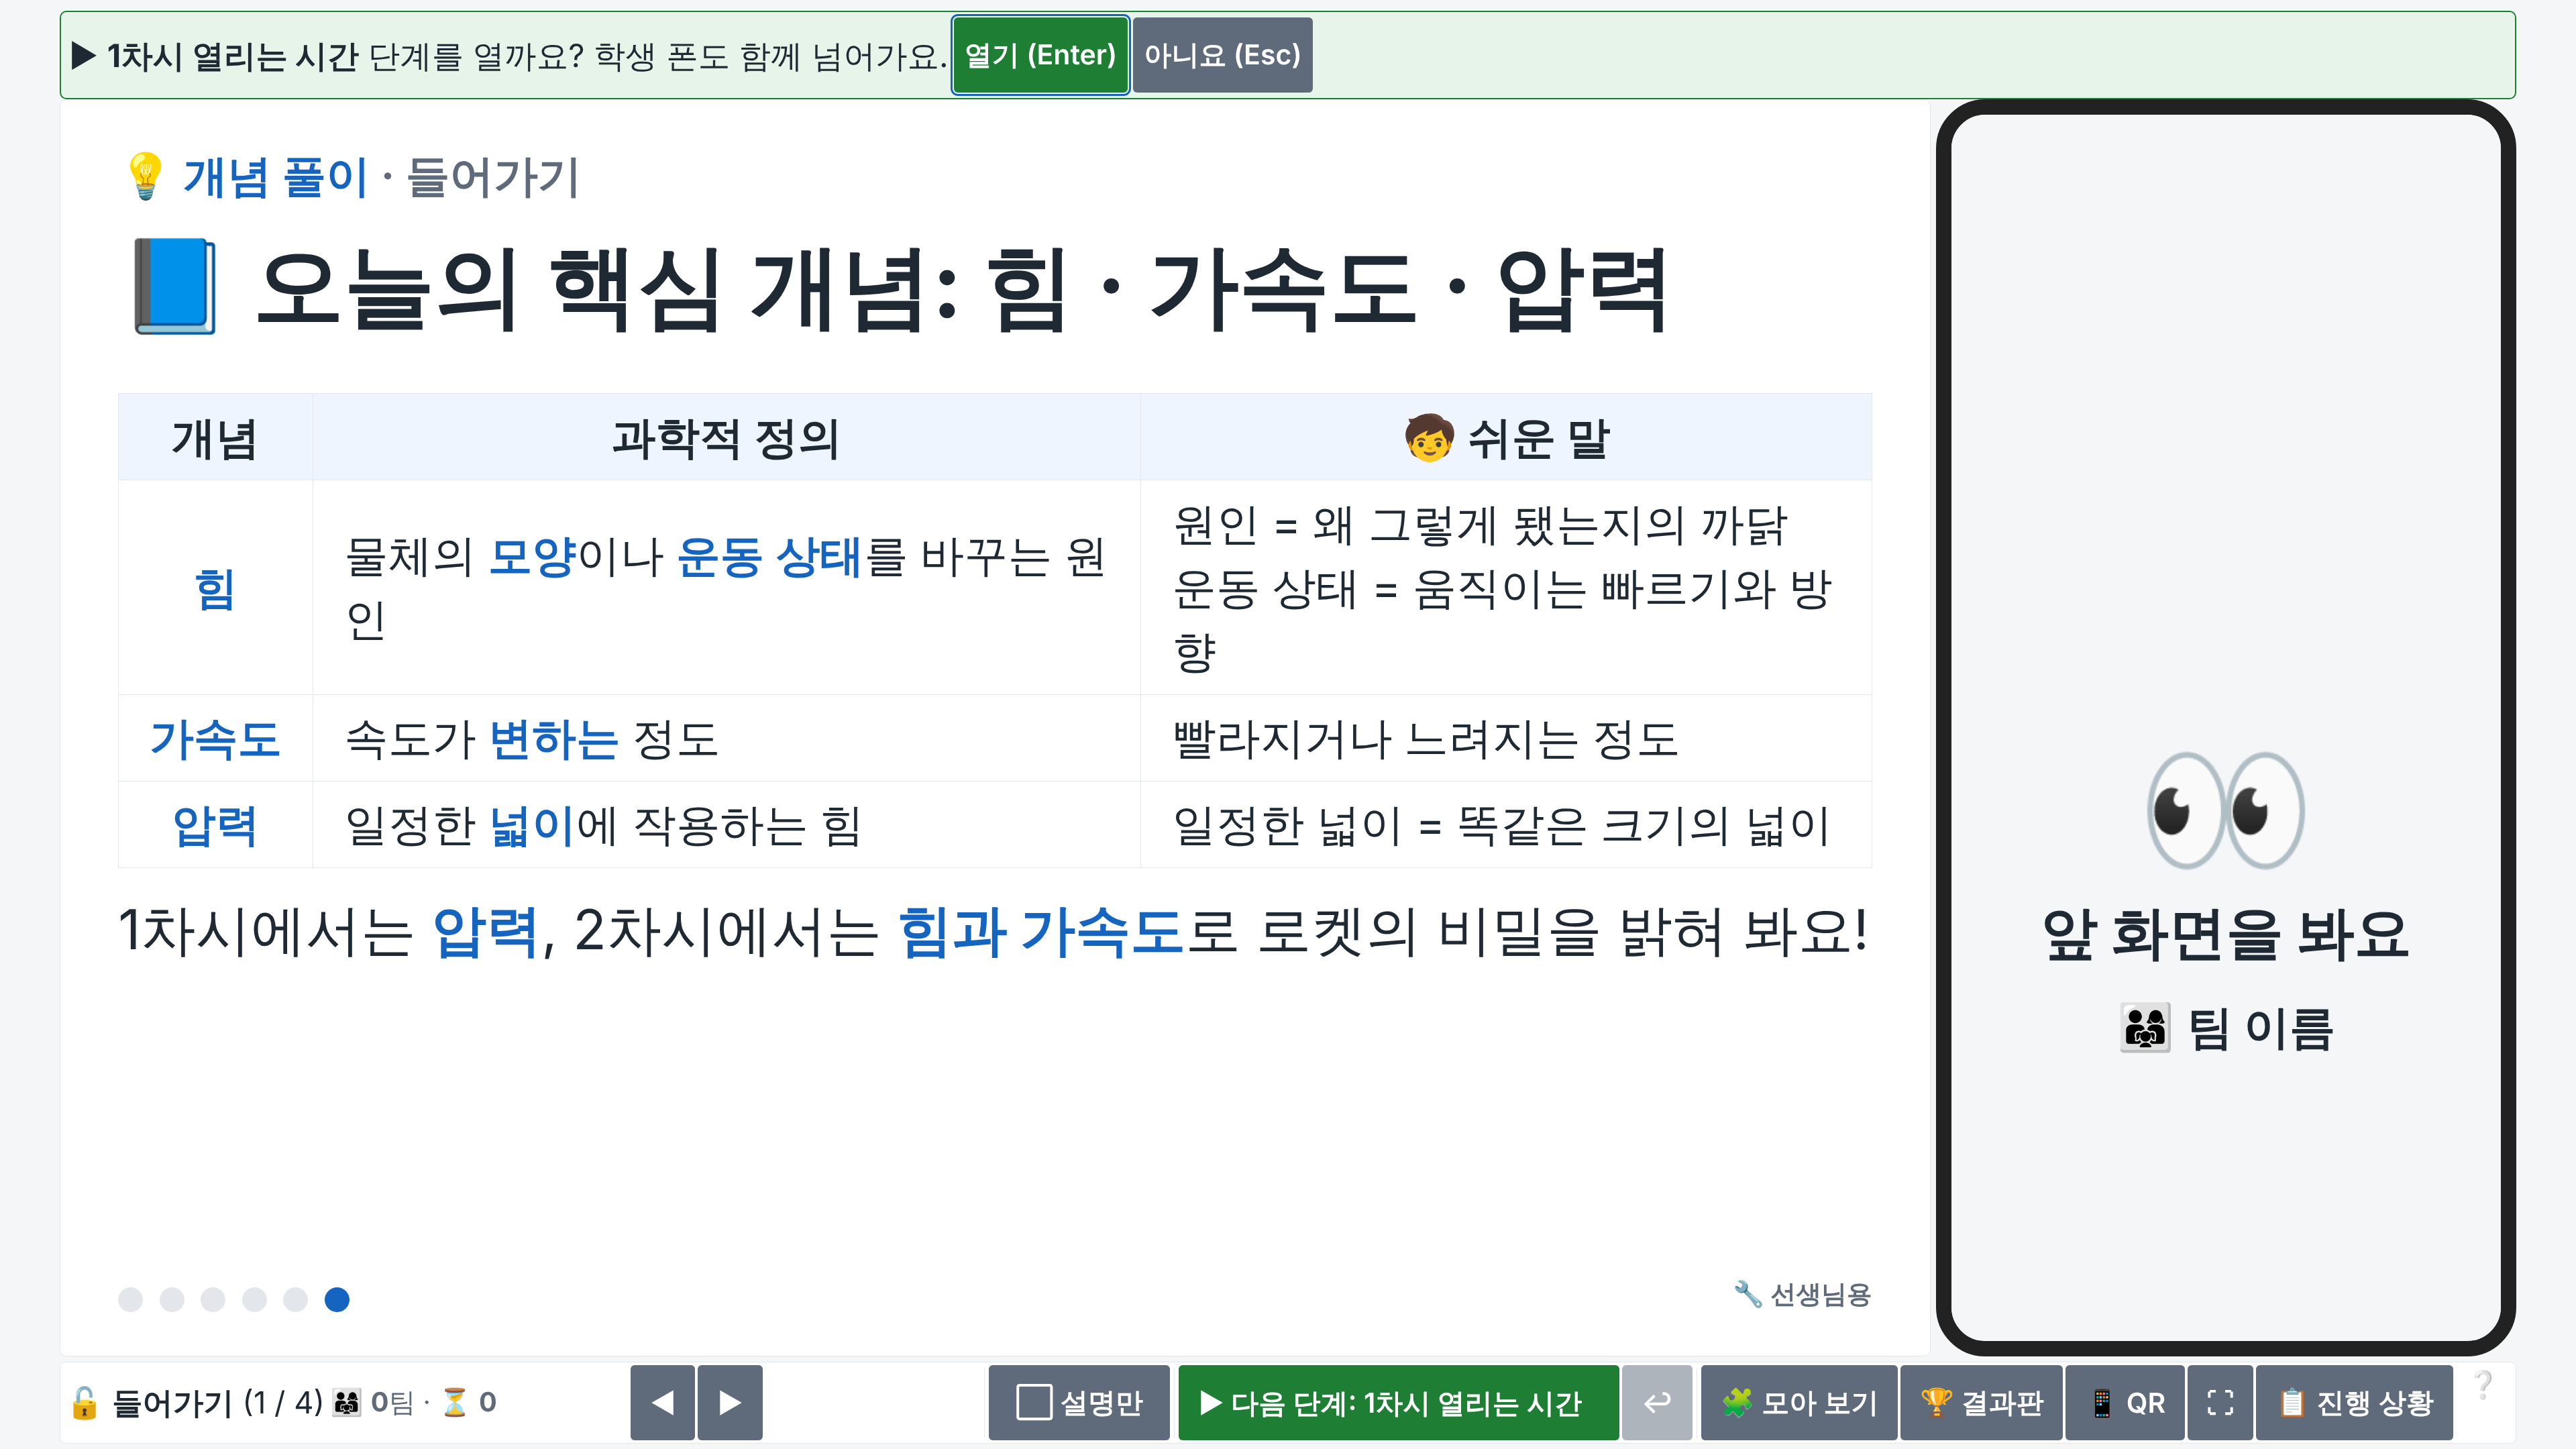 ▶ 1차시 열리는 시간 단계를 열까요? 학생 폰도 함께 넘어가요. 열기 (Enter) 아니요 (Esc)
💡 개념 풀이 · 들어가기
📘 오늘의 핵심 개념: 힘 · 가속도 · 압력
개념 과학적 정의 🧒 쉬운 말
힘
물체의 모양이나 운동 상태를 바꾸는 원
인
원인 = 왜 그렇게 됐는지의 까닭
운동 상태 = 움직이는 빠르기와 방
향
가속도 속도가 변하는 정도 빨라지거나 느려지는 정도
압력 일정한 넓이에 작용하는 힘 일정한 넓이 = 똑같은 크기의 넓이
1차시에서는 압력, 2차시에서는 힘과 가속도로 로켓의 비밀을 밝혀 봐요!
🔧 선생님용
👀
앞 화면을 봐요
👨‍👩‍👧 팀 이름
🔓 들어가기 (1 / 4) 👨‍👩‍👧 0팀 · ⏳ 0 ◀ ▶ 설명만 ▶ 다음 단계: 1차시 열리는 시간 ↩ 🧩 모아 보기 🏆 결과판 📱 QR ⛶ 📋 진행 상황 ❔